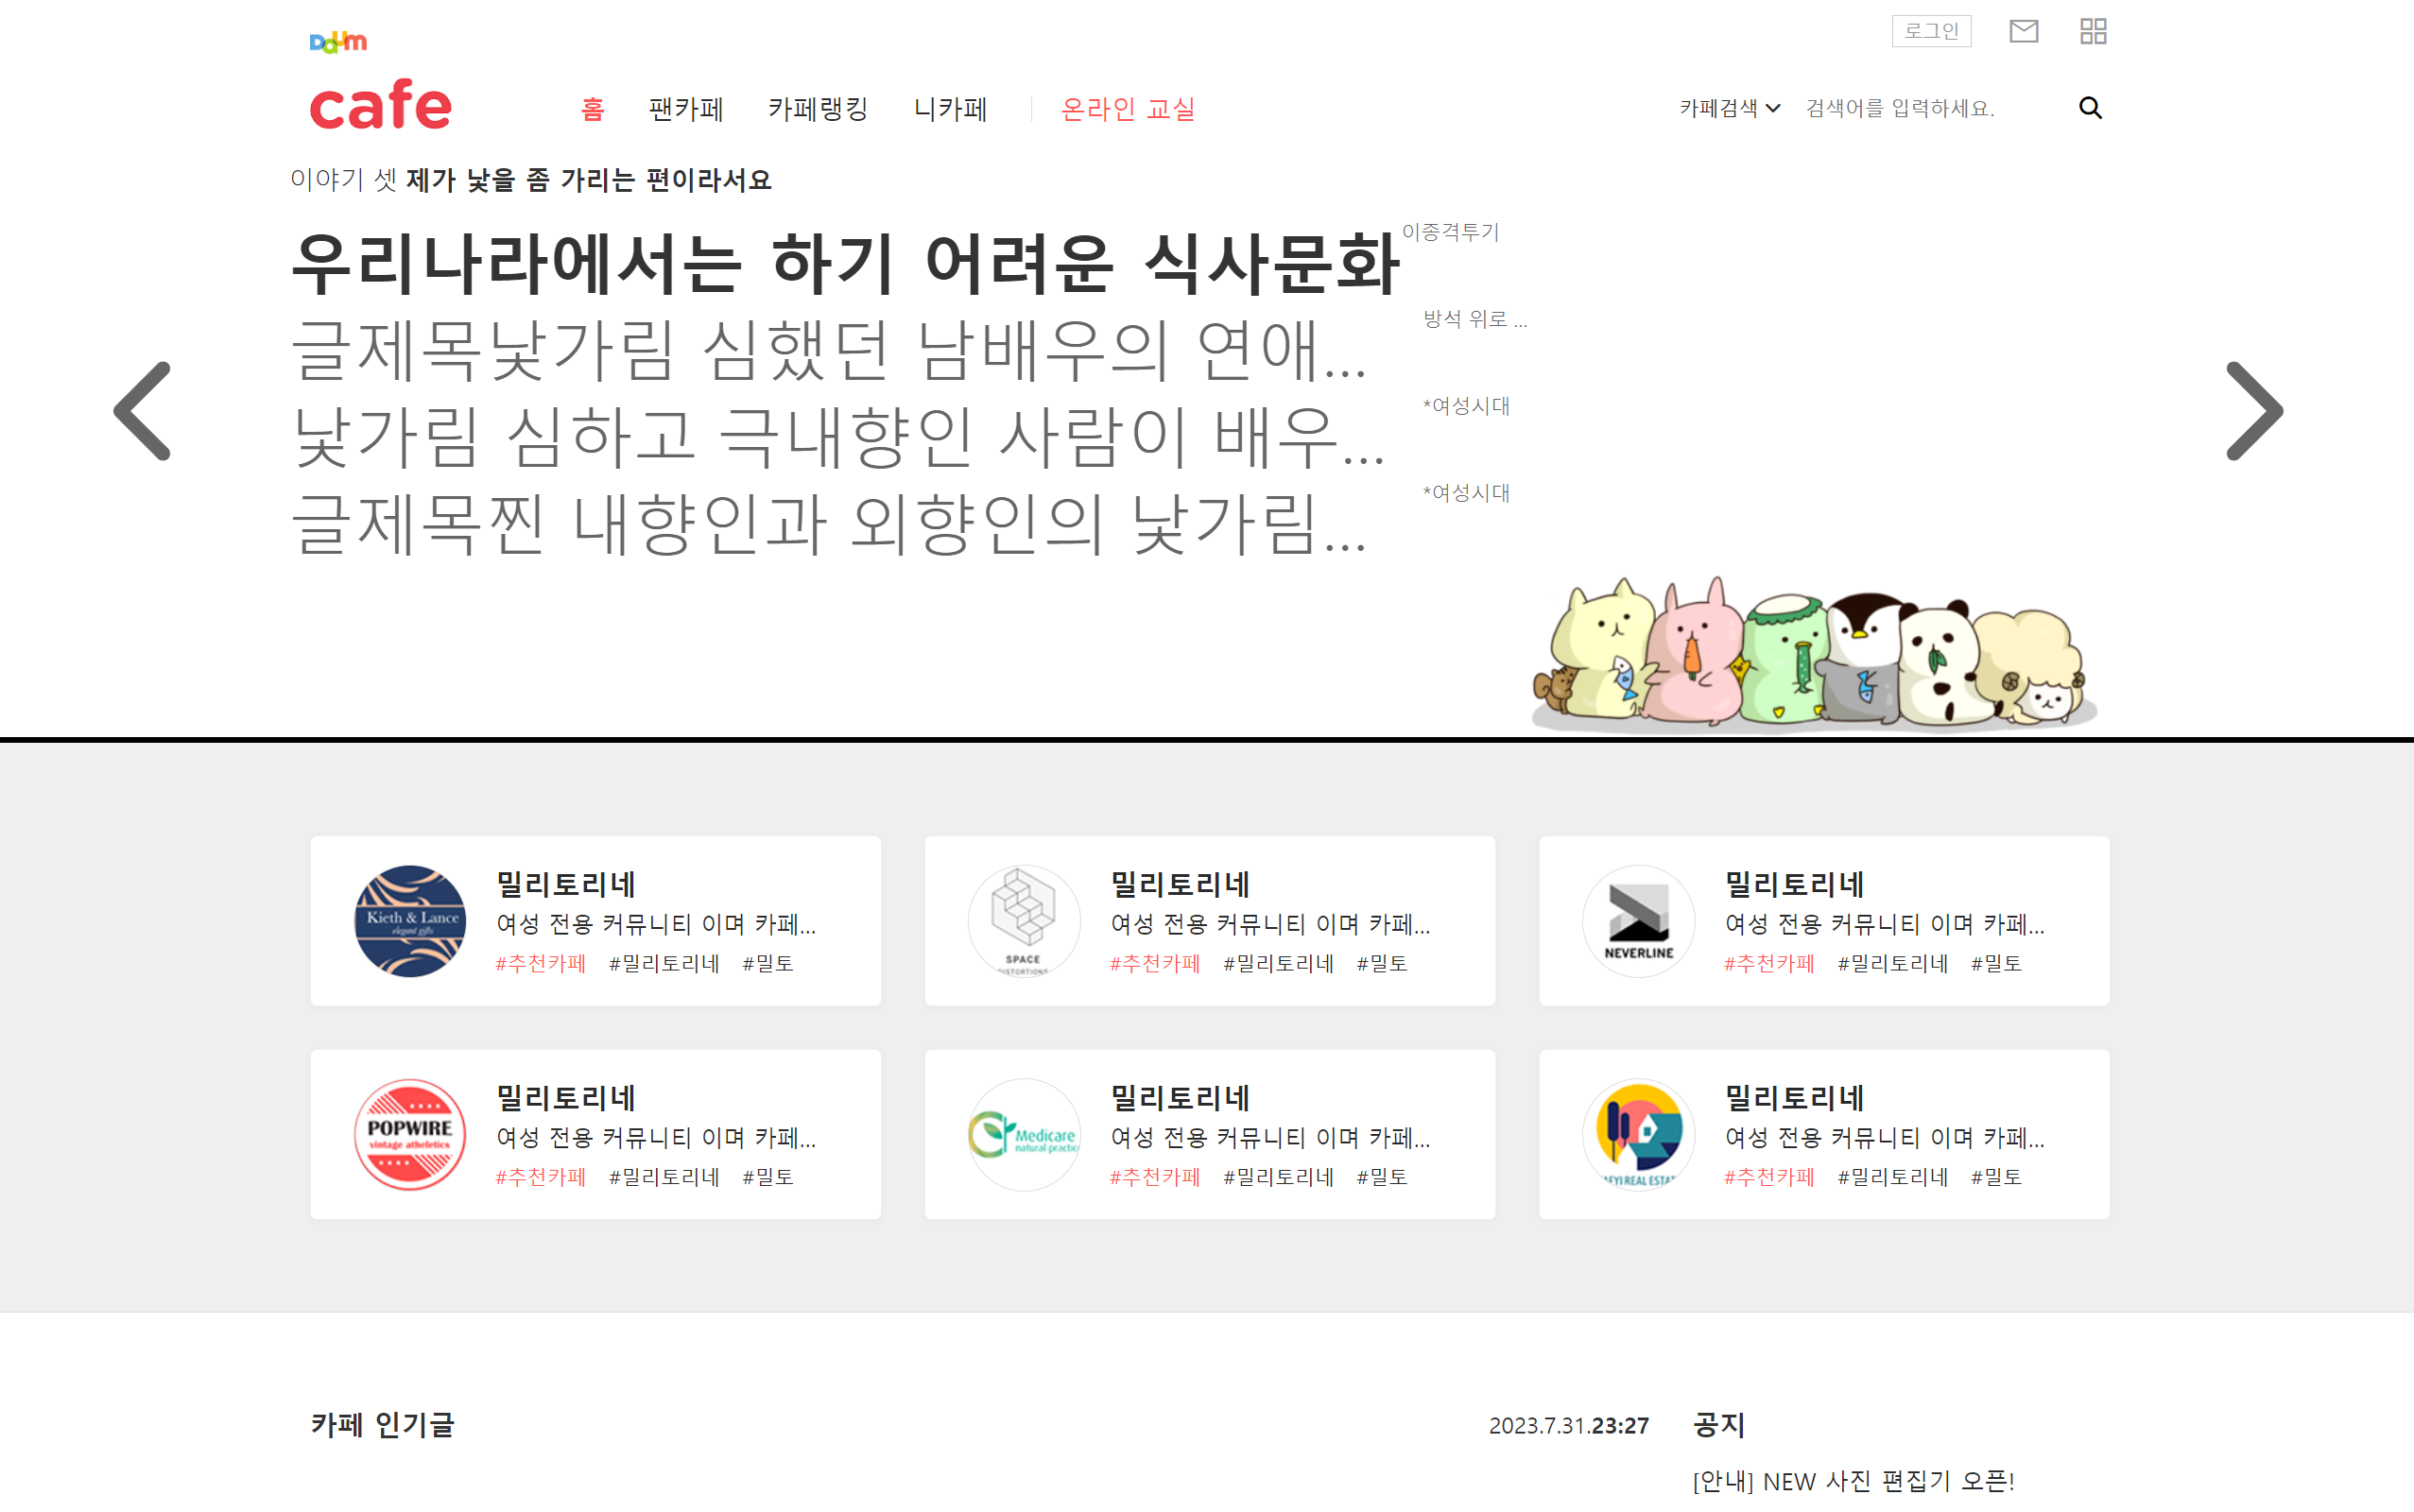 로그인
Daum
cafe
홈 팬카페 카페랭킹 니카페 온라인 교실
카페검색 검색어를 입력하세요.
이야기 셋 제가 낯을 좀 가리는 편이라서요
우리나라에서는 하기 어려운 식사문화 이종격투기
글제목낯가림 심했던 남배우의 연애... 방석 위로 ...
낯가림 심하고 극내향인 사람이 배우... *여성시대
글제목찐 내향인과 외향인의 낯가림... *여성시대
Kieth & Lance
elegant gifts
밀리토리네
여성 전용 커뮤니티 이며 카페...
#추천카페 #밀리토리네 #밀토
SPACE
DISTORTIONS
밀리토리네
여성 전용 커뮤니티 이며 카페...
#추천카페 #밀리토리네 #밀토
NEVERLINE
밀리토리네
여성 전용 커뮤니티 이며 카페...
#추천카페 #밀리토리네 #밀토
POPWIRE
vintage atheletics
밀리토리네
여성 전용 커뮤니티 이며 카페...
#추천카페 #밀리토리네 #밀토
Medicare
natural practic
밀리토리네
여성 전용 커뮤니티 이며 카페...
#추천카페 #밀리토리네 #밀토
REAL ESTAT
밀리토리네
여성 전용 커뮤니티 이며 카페...
#추천카페 #밀리토리네 #밀토
카페 인기글 2023.7.31.23:27
공지
[안내] NEW 사진 편집기 오픈!